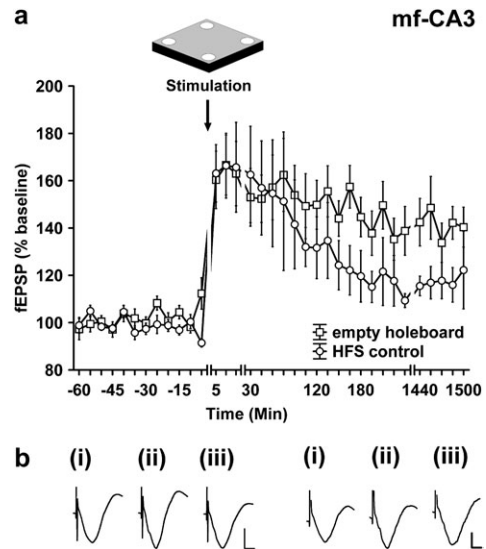 a
mf-CA3
Stimulation
fEPSP (% baseline)
200
180
160
140
120
100
80
empty holeboard
HFS control
-60 -45 -30 -15 5 30 120 180 1440 1500
Time (Min)
b
(i) (ii) (iii) (i) (ii) (iii)